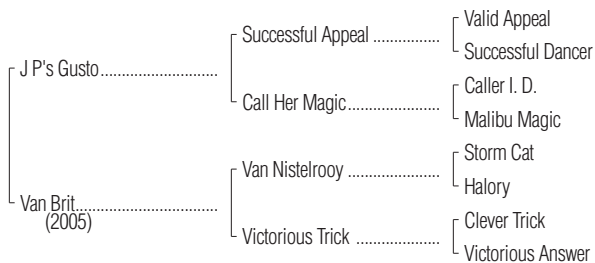 Valid Appeal
Successful Appeal ................
Successful Dancer
J P's Gusto............................
Caller I. D.
Call Her Magic......................
Malibu Magic
Storm Cat
Van Nistelrooy ......................
Halory
Van Brit..................................
(2005)
Clever Trick
Victorious Trick ....................
Victorious Answer